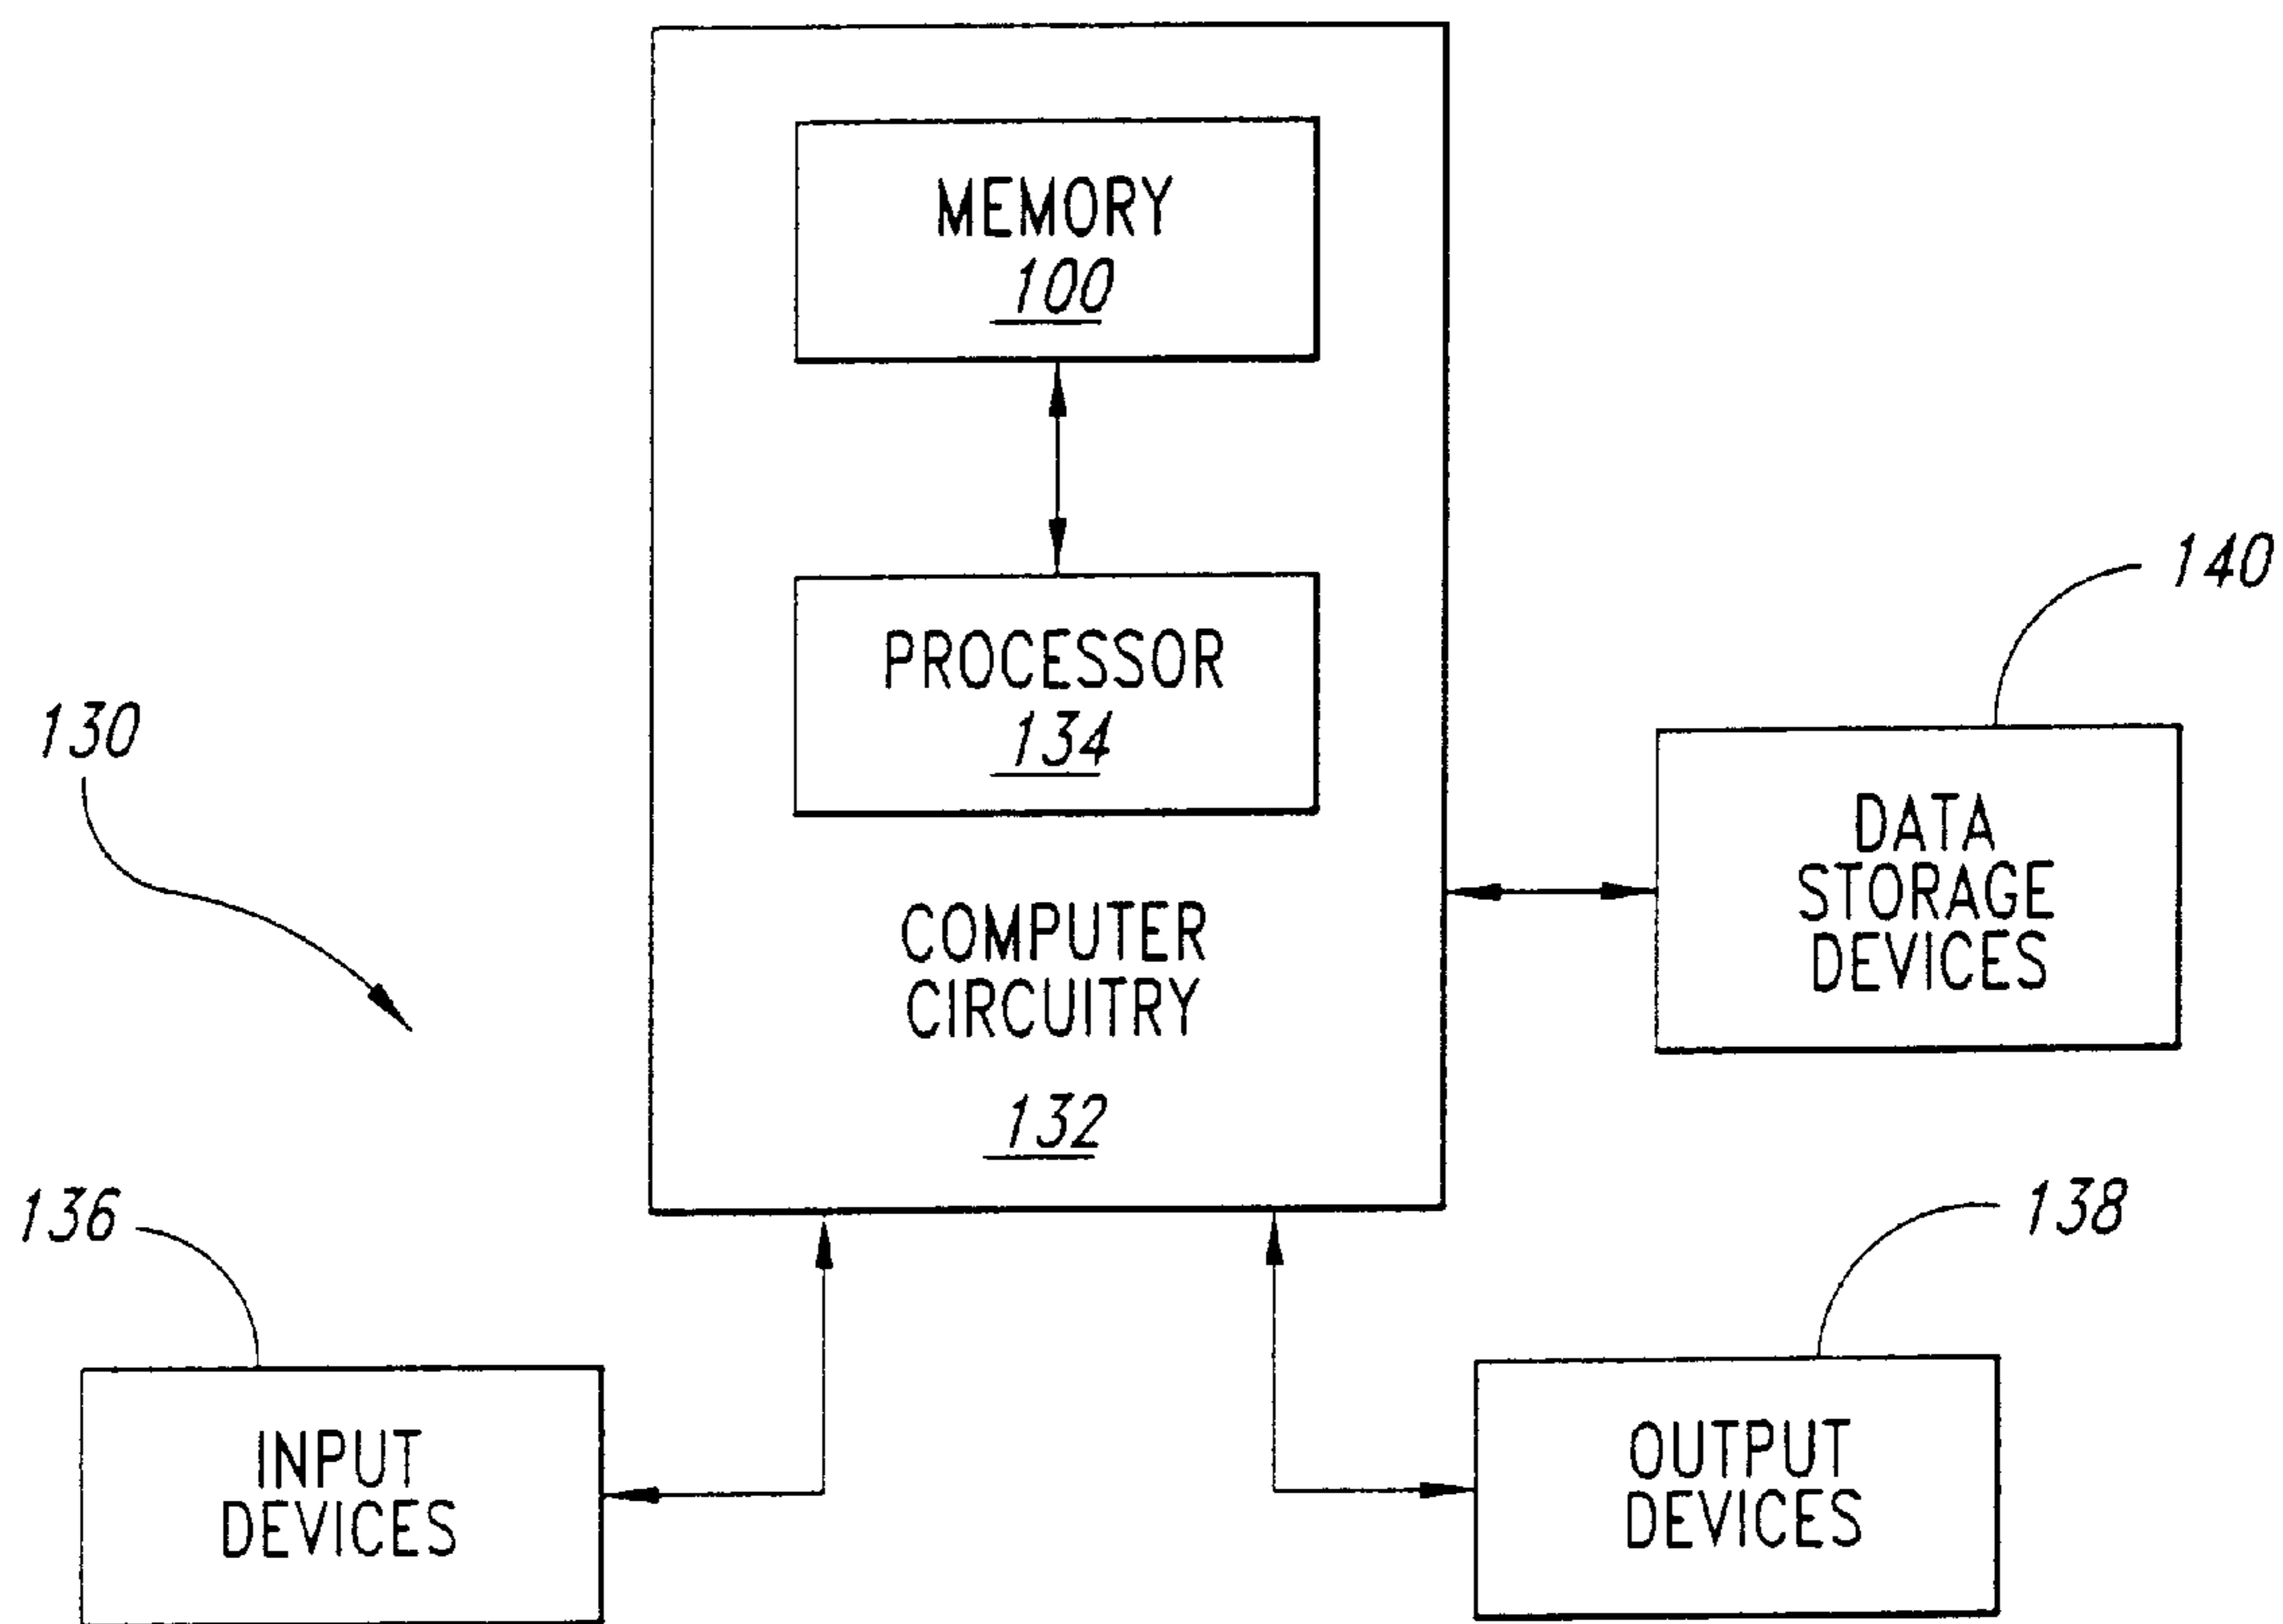 MEMORY
100
PROCESSOR
134
COMPUTER
CIRCUITRY
132
130
140
DATA
STORAGE
DEVICES
136
INPUT
DEVICES
138
OUTPUT
DEVICES